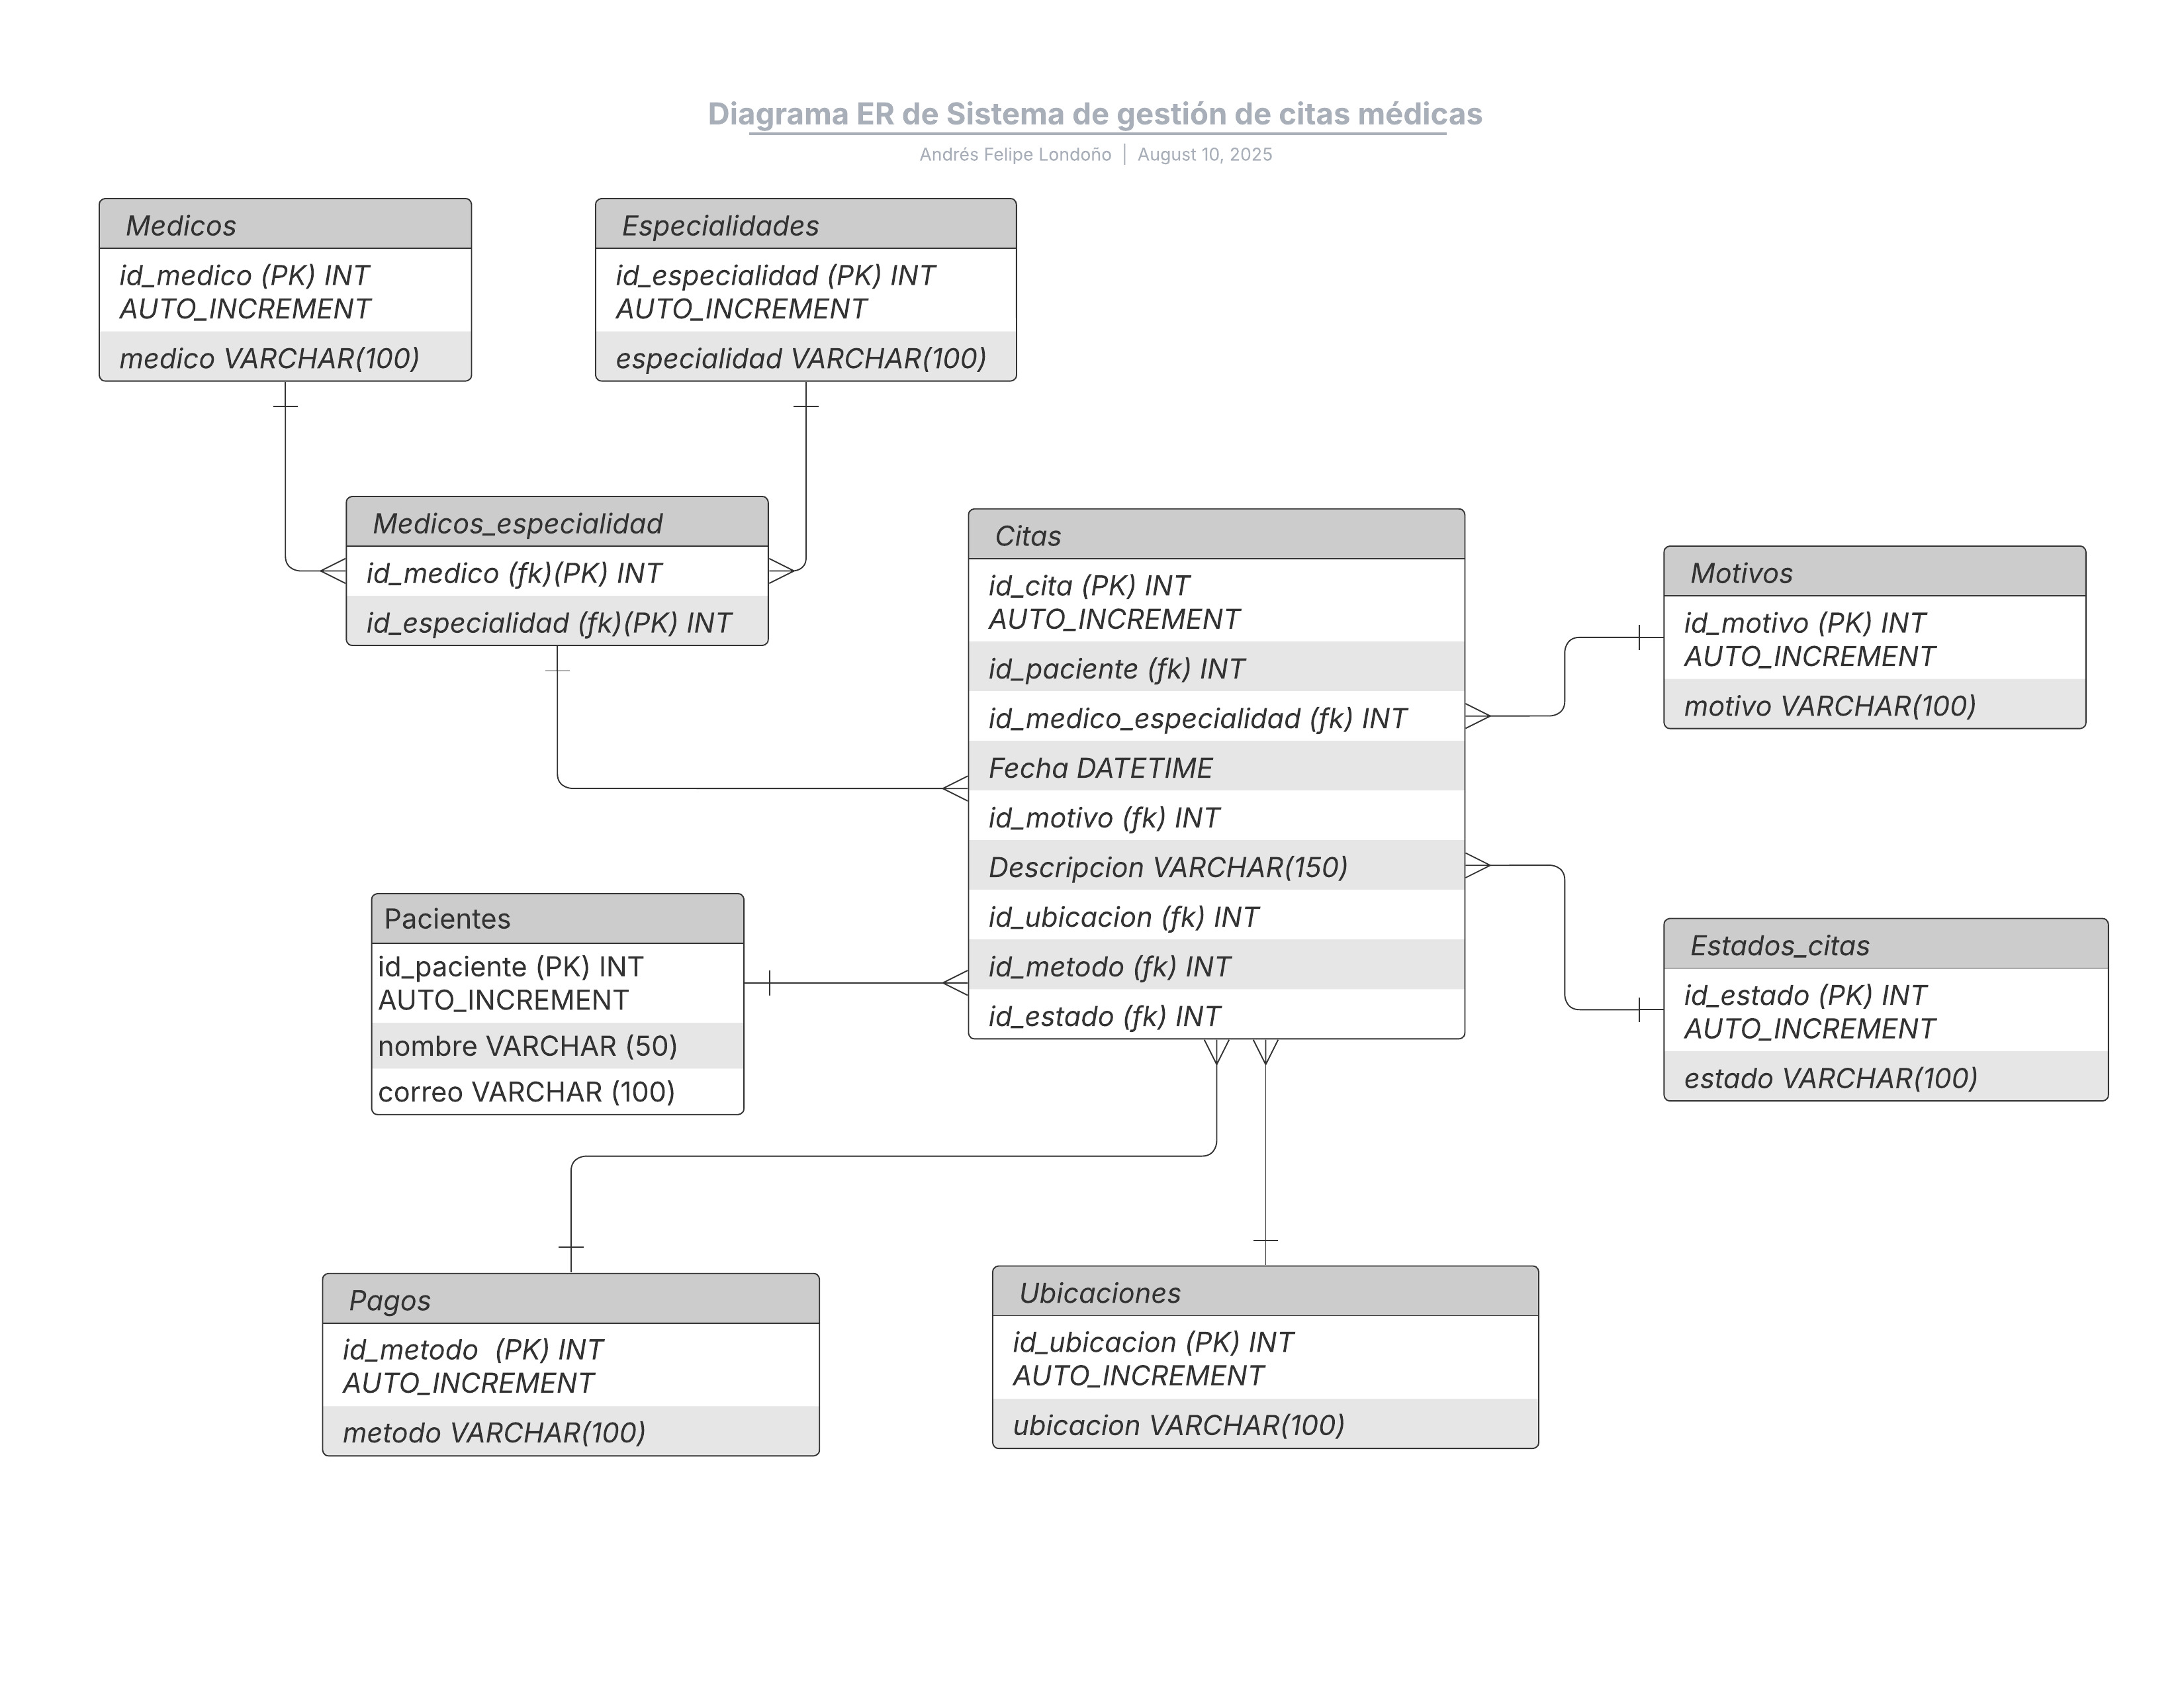 Diagrama ER de Sistema de gestión de citas médicas
Andrés Felipe Londoño | August 10, 2025
Medicos
id_medico (PK) INT
AUTO_INCREMENT
medico VARCHAR(100)
Especialidades
id_especialidad (PK) INT
AUTO_INCREMENT
especialidad VARCHAR(100)
Medicos_especialidad
id_medico (fk)(PK) INT
id_especialidad (fk)(PK) INT
Citas
id_cita (PK) INT
AUTO_INCREMENT
id_paciente (fk) INT
id_medico_especialidad (fk) INT
Fecha DATETIME
id_motivo (fk) INT
Descripcion VARCHAR(150)
id_ubicacion (fk) INT
id_metodo (fk) INT
id_estado (fk) INT
Motivos
id_motivo (PK) INT
AUTO_INCREMENT
motivo VARCHAR(100)
Pacientes
id_paciente (PK) INT
AUTO_INCREMENT
nombre VARCHAR (50)
correo VARCHAR (100)
Estados_citas
id_estado (PK) INT
AUTO_INCREMENT
estado VARCHAR(100)
Pagos
id_metodo  (PK) INT
AUTO_INCREMENT
metodo VARCHAR(100)
Ubicaciones
id_ubicacion (PK) INT
AUTO_INCREMENT
ubicacion VARCHAR(100)